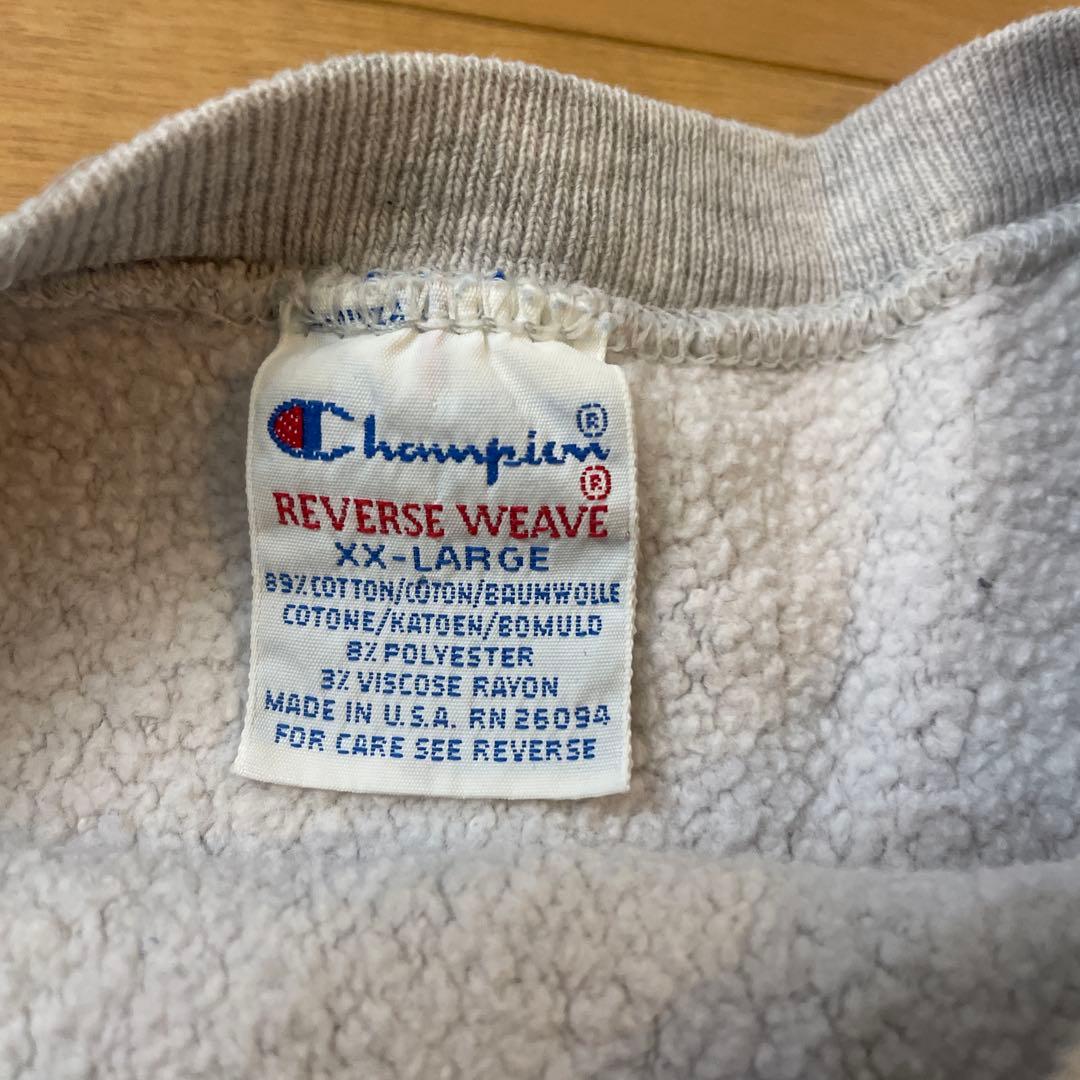 Champion®
REVERSE WEAVE®
XX-LARGE
89% COTTON/COTON/BAUMWOLLE
COTONE/KATOEN/BOMULD
8% POLYESTER
3% VISCOSE RAYON
MADE IN U.S.A. RN 26094
FOR CARE SEE REVERSE